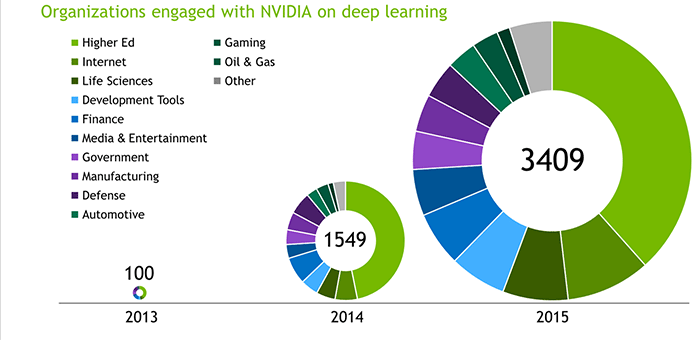 Organizations engaged with NVIDIA on deep learning
Higher Ed
Internet
Life Sciences
Development Tools
Finance
Media & Entertainment
Government
Manufacturing
Defense
Automotive
Gaming
Oil & Gas
Other
100
1549
3409
2013
2014
2015